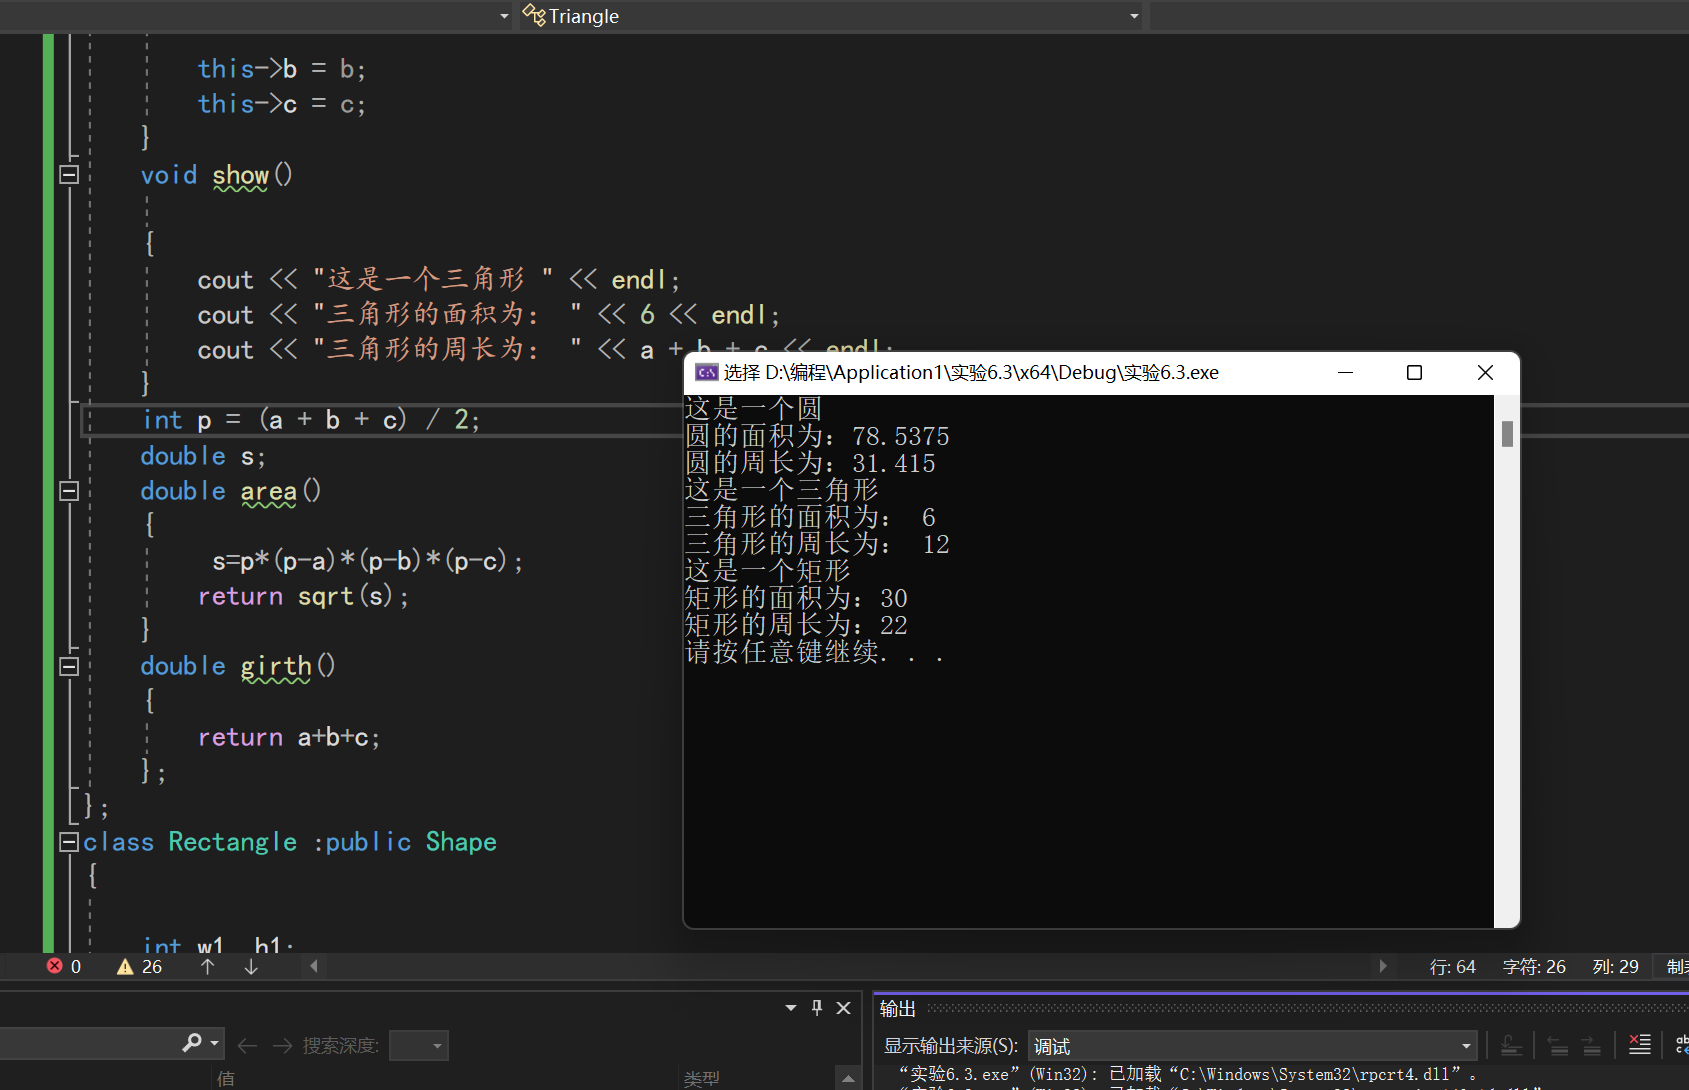 Triangle
this->b = b;
this->c = c;
}
void show()
{
cout << "这是一个三角形 " << endl;
cout << "三角形的面积为： " << 6 << endl;
cout << "三角形的周长为： " << a + b + c << endl;
}
int p = (a + b + c) / 2;
double s;
double area()
{
s=p*(p-a)*(p-b)*(p-c);
return sqrt(s);
}
double girth()
{
return a+b+c;
};
};
class Rectangle :public Shape
{
int w1, h1;
选择 D:\编程\Application1\实验6.3\x64\Debug\实验6.3.exe
这是一个圆
圆的面积为：78.5375
圆的周长为：31.415
这是一个三角形
三角形的面积为： 6
三角形的周长为： 12
这是一个矩形
矩形的面积为：30
矩形的周长为：22
请按任意键继续. . .
0 26
行: 64 字符: 26 列: 29
搜索深度:
值 类型
输出
显示输出来源(S): 调试
“实验6.3.exe”(Win32): 已加载“C:\Windows\System32\rpcrt4.dll”。